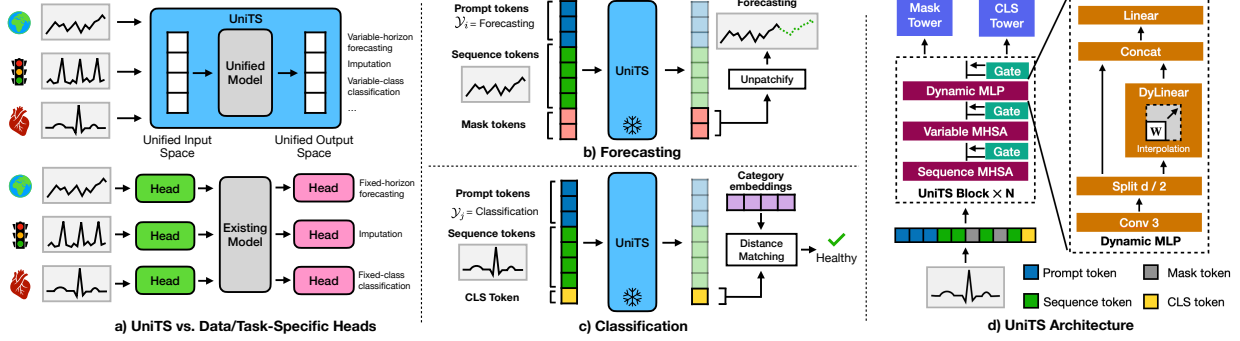 UniTS
Unified
Model
Variable-horizon
forecasting
Imputation
Variable-class
classification
...
Unified Input
Space
Unified Output
Space
Head
Existing
Model
Head
Fixed-horizon
forecasting
Head
Head
Imputation
Head
Head
Fixed-class
classification
a) UniTS vs. Data/Task-Specific Heads
Prompt tokens
𝒴i = Forecasting
Sequence tokens
Mask tokens
UniTS
Forecasting
Unpatchify
b) Forecasting
Prompt tokens
𝒴j = Classification
Sequence tokens
CLS Token
UniTS
Category
embeddings
Distance
Matching
Healthy
c) Classification
Mask
Tower
CLS
Tower
Gate
Dynamic MLP
Gate
Variable MHSA
Gate
Sequence MHSA
UniTS Block × N
Linear
Concat
DyLinear
W
Interpolation
Split d / 2
Conv 3
Dynamic MLP
Prompt token
Mask token
Sequence token
CLS token
d) UniTS Architecture